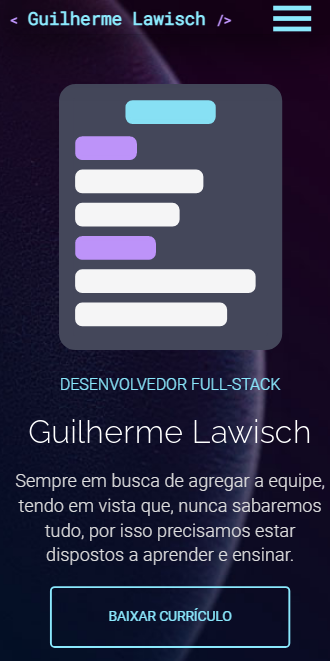 < Guilherme Lawisch />
DESENVOLVEDOR FULL-STACK
Guilherme Lawisch
Sempre em busca de agregar a equipe,
tendo em vista que, nunca sabaremos
tudo, por isso precisamos estar
dispostos a aprender e ensinar.
BAIXAR CURRÍCULO